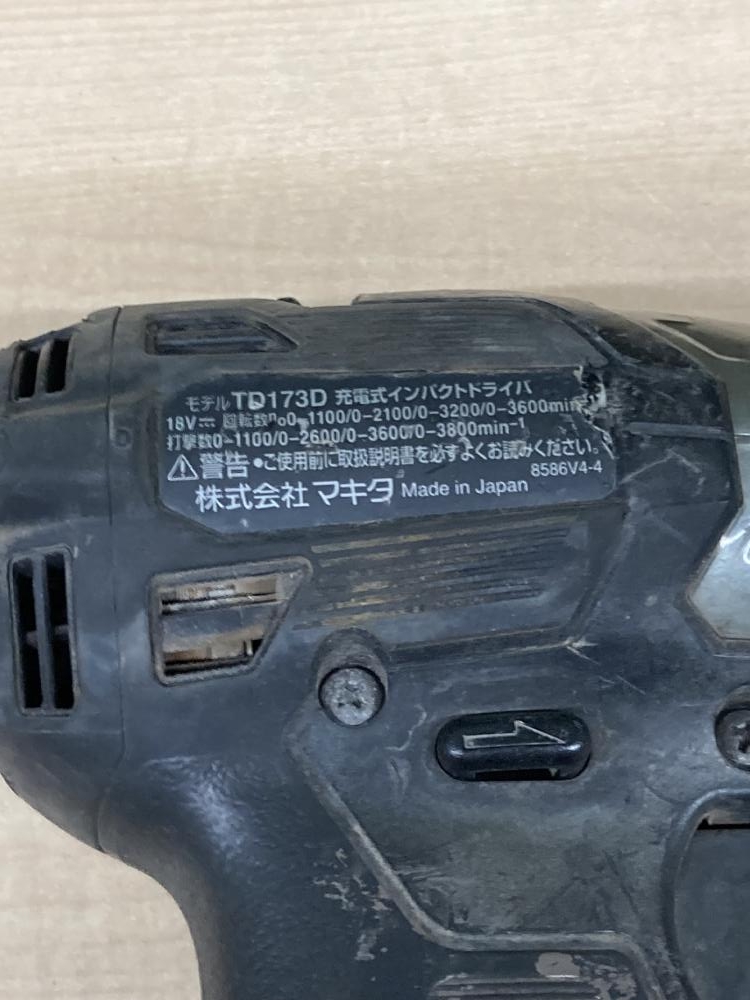 モデル TD173D 充電式インパクトドライバ
18V⎓ 回転数n₀0-1100/0-2100/0-3200/0-3600min⁻¹
打撃数0-1100/0-2600/0-3600/0-3800min⁻¹
⚠警告 •ご使用前に取扱説明書を必ずよくお読みください。
8586V4-4
株式会社マキタ Made in Japan